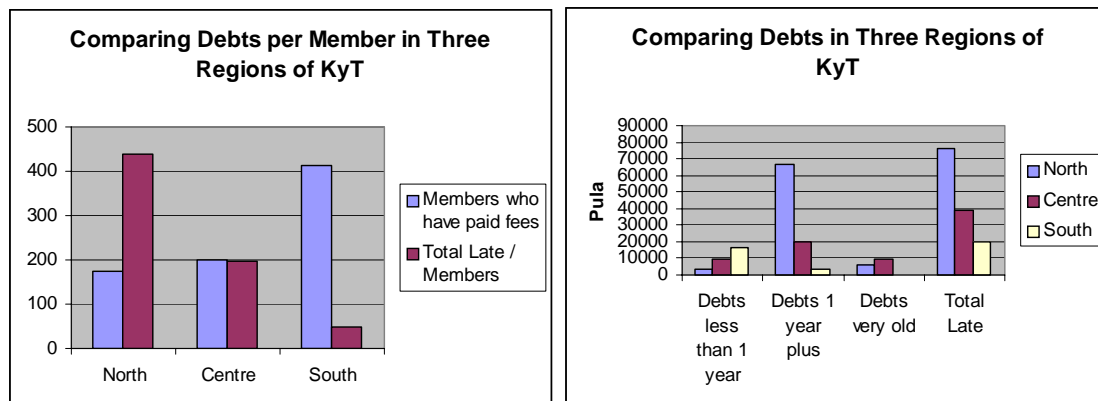 Comparing Debts per Member in Three
Regions of KyT
500
400
300
200
100
0
North
Centre
South
Members who
have paid fees
Total Late /
Members
Comparing Debts in Three Regions of
KyT
Pula
90000
80000
70000
60000
50000
40000
30000
20000
10000
0
Debts
less
than 1
year
Debts 1
year
plus
Debts
very old
Total
Late
North
Centre
South